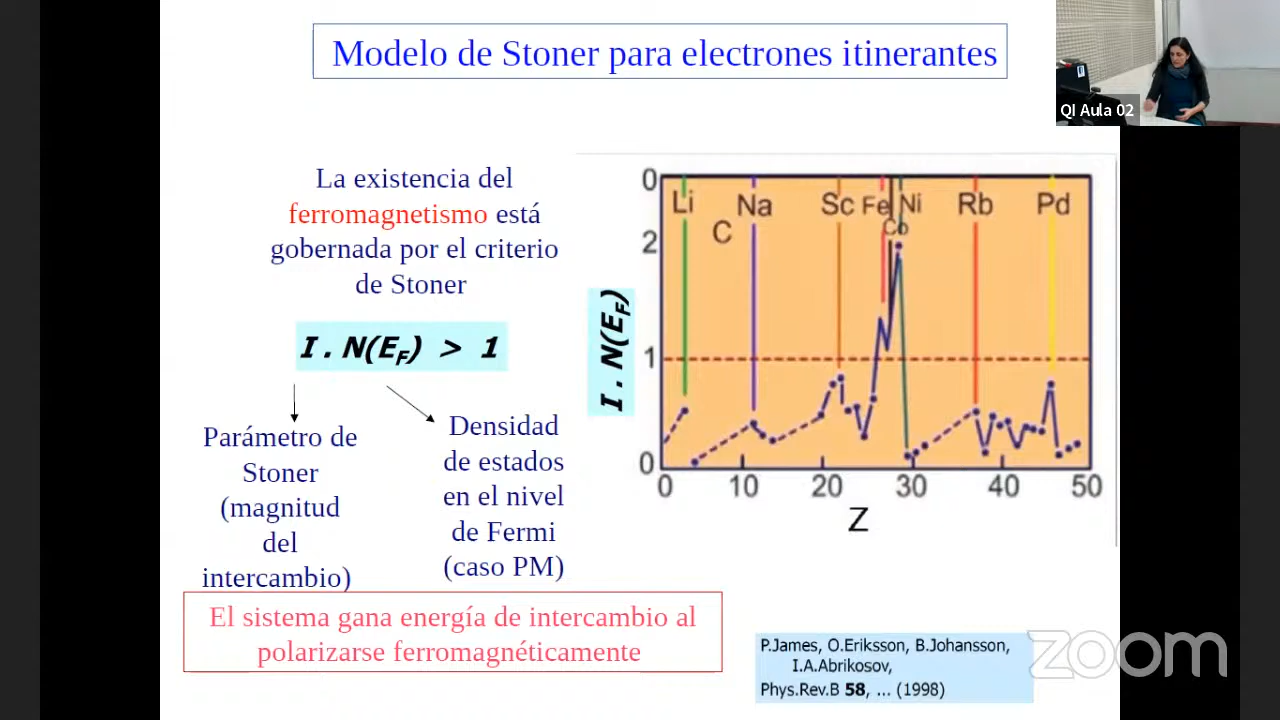 Modelo de Stoner para electrones itinerantes
QI Aula 02
La existencia del
ferromagnetismo está
gobernada por el criterio
de Stoner
I . N(EF) > 1
Parámetro de
Stoner
(magnitud
del
intercambio)
Densidad
de estados
en el nivel
de Fermi
(caso PM)
El sistema gana energía de intercambio al
polarizarse ferromagnéticamente
I . N(EF)
0
2
1
0
Li
Na
C
Sc
Fe
Co
Ni
Rb
Pd
0 10 20 30 40 50
Z
P.James, O.Eriksson, B.Johansson,
I.A.Abrikosov,
Phys.Rev.B 58, ... (1998)
zoom